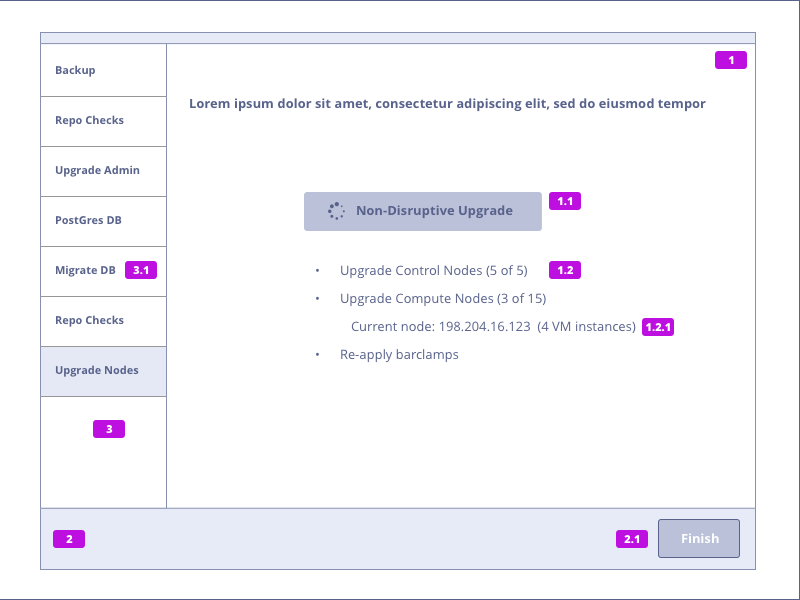 Backup
Repo Checks
Upgrade Admin
PostGres DB
Migrate DB 3.1
Repo Checks
Upgrade Nodes
3
1
Lorem ipsum dolor sit amet, consectetur adipiscing elit, sed do eiusmod tempor
Non-Disruptive Upgrade 1.1
• Upgrade Control Nodes (5 of 5) 1.2
• Upgrade Compute Nodes (3 of 15)
Current node: 198.204.16.123 (4 VM instances) 1.2.1
• Re-apply barclamps
2
2.1 Finish